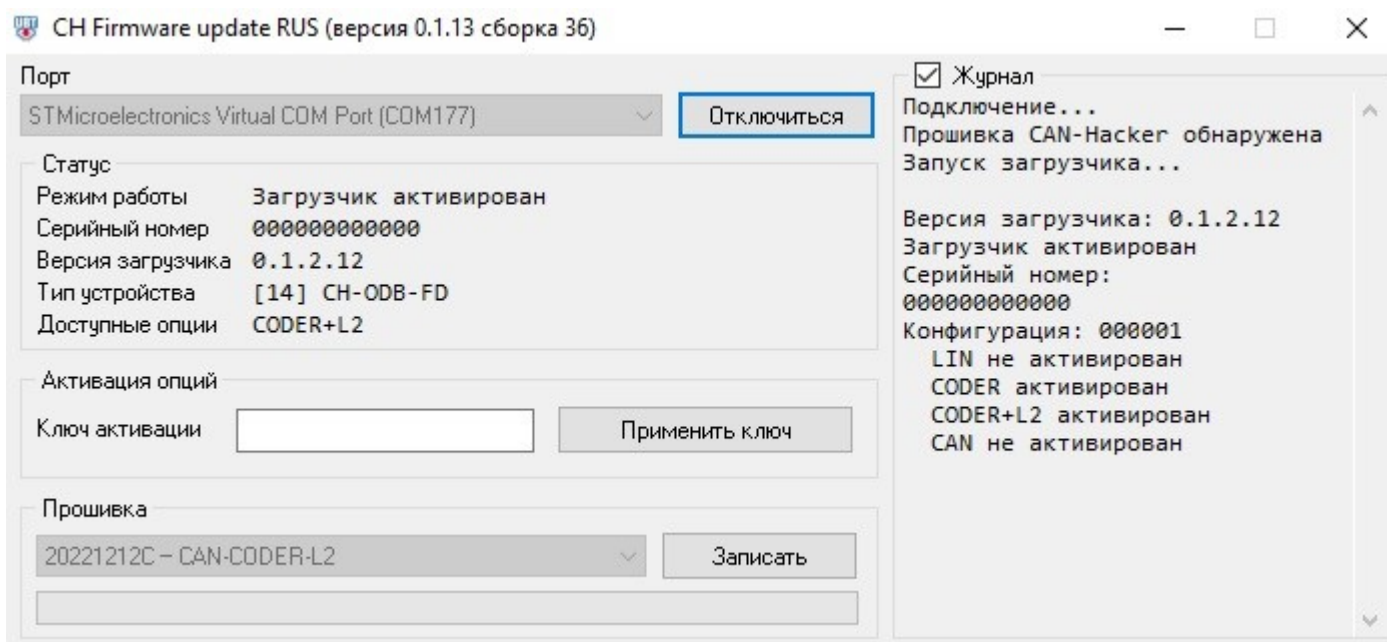 CH Firmware update RUS (версия 0.1.13 сборка 36)
Порт
STMicroelectronics Virtual COM Port (COM177)
Отключиться
Статус
Режим работы Загрузчик активирован
Серийный номер 000000000000
Версия загрузчика 0.1.2.12
Тип устройства [14] CH-ODB-FD
Доступные опции CODER+L2
Активация опций
Ключ активации
Применить ключ
Прошивка
20221212C – CAN-CODER-L2
Записать
Журнал
Подключение...
Прошивка CAN-Hacker обнаружена
Запуск загрузчика...
Версия загрузчика: 0.1.2.12
Загрузчик активирован
Серийный номер:
000000000000
Конфигурация: 000001
LIN не активирован
CODER активирован
CODER+L2 активирован
CAN не активирован